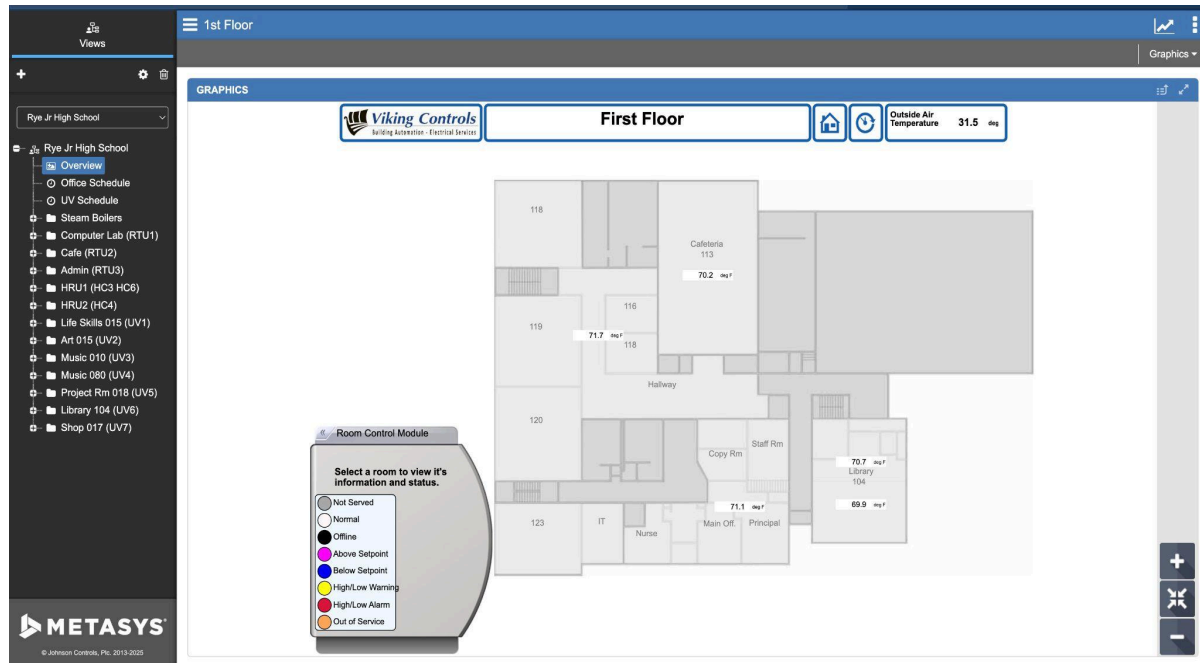 Views
1st Floor
Graphics
GRAPHICS
Rye Jr High School
Rye Jr High School
Overview
Office Schedule
UV Schedule
Steam Boilers
Computer Lab (RTU1)
Cafe (RTU2)
Admin (RTU3)
HRU1 (HC3 HC6)
HRU2 (HC4)
Life Skills 015 (UV1)
Art 015 (UV2)
Music 010 (UV3)
Music 080 (UV4)
Project Rm 018 (UV5)
Library 104 (UV6)
Shop 017 (UV7)
METASYS
© Johnson Controls, Plc. 2013-2025
Viking Controls
Building Automation - Electrical Services
First Floor
Outside Air
Temperature 31.5 deg
118
Cafeteria
113
70.2 deg F
116
119
71.7 deg F
118
Hallway
120
Staff Rm
Copy Rm
70.7 deg F
Library
104
69.9 deg F
71.1 deg F
123
IT
Nurse
Main Off.
Principal
Room Control Module
Select a room to view it's
information and status.
Not Served
Normal
Offline
Above Setpoint
Below Setpoint
High/Low Warning
High/Low Alarm
Out of Service